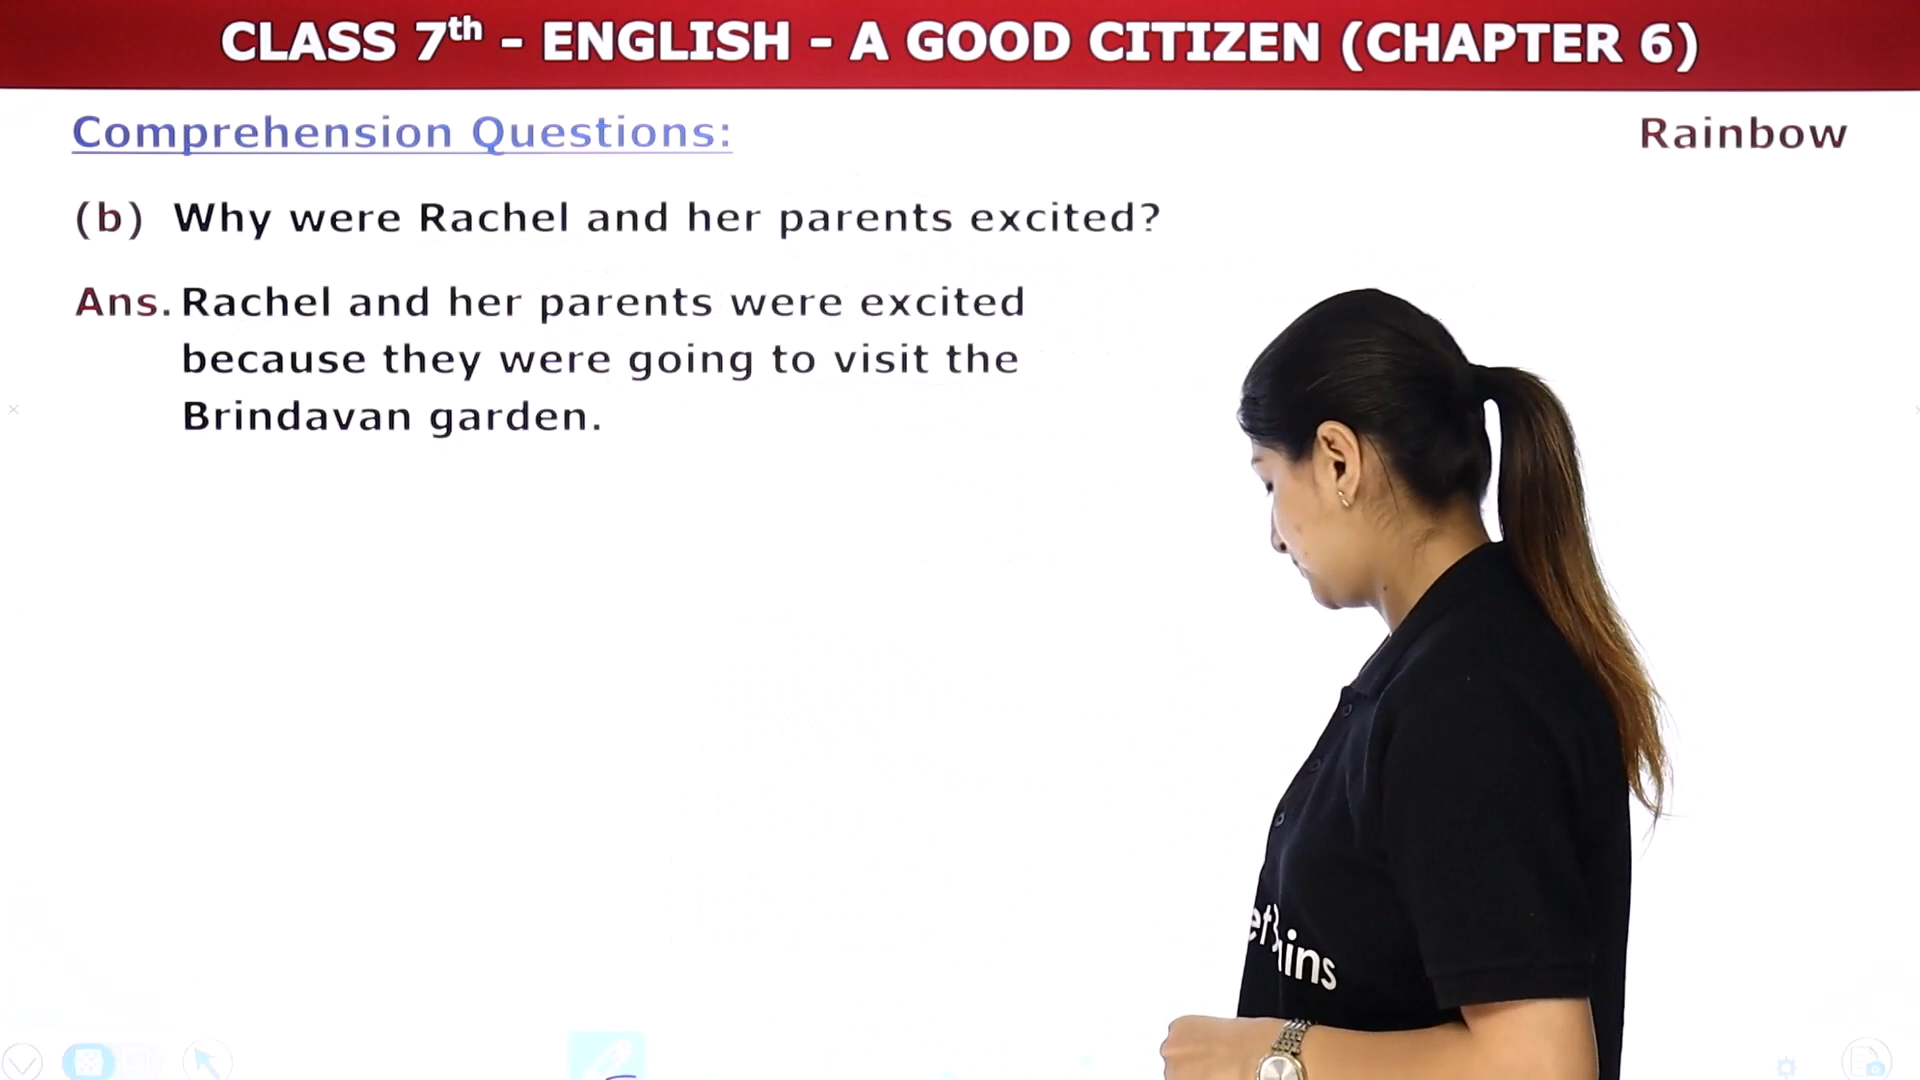 CLASS 7th - ENGLISH - A GOOD CITIZEN (CHAPTER 6)
Comprehension Questions:
Rainbow
(b) Why were Rachel and her parents excited?
Ans. Rachel and her parents were excited
because they were going to visit the
Brindavan garden.